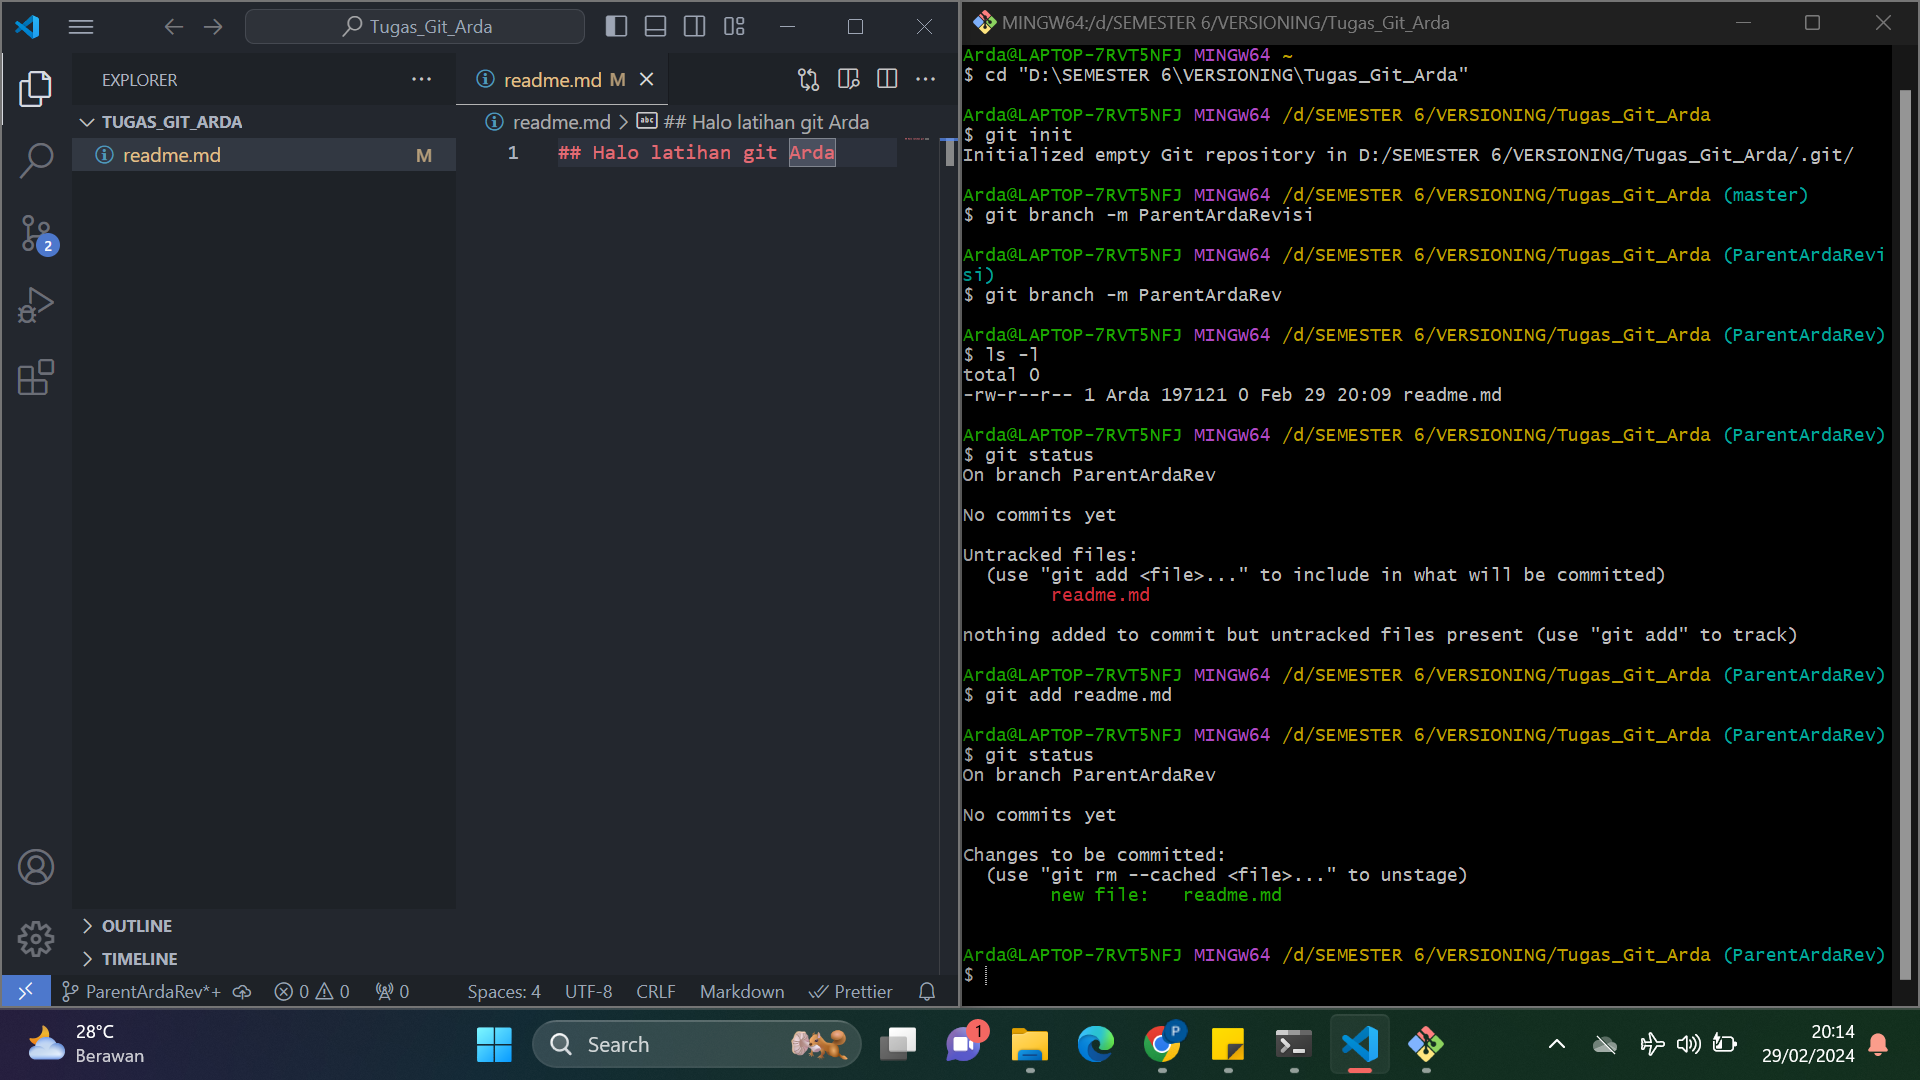 Tugas_Git_Arda
EXPLORER
TUGAS_GIT_ARDA
readme.md M
2
OUTLINE
TIMELINE
readme.md M
readme.md > ## Halo latihan git Arda
1 ## Halo latihan git Arda
ParentArdaRev*+ 0 0 0 Spaces: 4 UTF-8 CRLF Markdown Prettier
MINGW64:/d/SEMESTER 6/VERSIONING/Tugas_Git_Arda
Arda@LAPTOP-7RVT5NFJ MINGW64 ~
$ cd "D:\SEMESTER 6\VERSIONING\Tugas_Git_Arda"
Arda@LAPTOP-7RVT5NFJ MINGW64 /d/SEMESTER 6/VERSIONING/Tugas_Git_Arda
$ git init
Initialized empty Git repository in D:/SEMESTER 6/VERSIONING/Tugas_Git_Arda/.git/
Arda@LAPTOP-7RVT5NFJ MINGW64 /d/SEMESTER 6/VERSIONING/Tugas_Git_Arda (master)
$ git branch -m ParentArdaRevisi
Arda@LAPTOP-7RVT5NFJ MINGW64 /d/SEMESTER 6/VERSIONING/Tugas_Git_Arda (ParentArdaRevi
si)
$ git branch -m ParentArdaRev
Arda@LAPTOP-7RVT5NFJ MINGW64 /d/SEMESTER 6/VERSIONING/Tugas_Git_Arda (ParentArdaRev)
$ ls -l
total 0
-rw-r--r-- 1 Arda 197121 0 Feb 29 20:09 readme.md
Arda@LAPTOP-7RVT5NFJ MINGW64 /d/SEMESTER 6/VERSIONING/Tugas_Git_Arda (ParentArdaRev)
$ git status
On branch ParentArdaRev
No commits yet
Untracked files:
(use "git add <file>..." to include in what will be committed)
readme.md
nothing added to commit but untracked files present (use "git add" to track)
Arda@LAPTOP-7RVT5NFJ MINGW64 /d/SEMESTER 6/VERSIONING/Tugas_Git_Arda (ParentArdaRev)
$ git add readme.md
Arda@LAPTOP-7RVT5NFJ MINGW64 /d/SEMESTER 6/VERSIONING/Tugas_Git_Arda (ParentArdaRev)
$ git status
On branch ParentArdaRev
No commits yet
Changes to be committed:
(use "git rm --cached <file>..." to unstage)
new file: readme.md
Arda@LAPTOP-7RVT5NFJ MINGW64 /d/SEMESTER 6/VERSIONING/Tugas_Git_Arda (ParentArdaRev)
$
28°C
Berawan
Search
1
P
20:14
29/02/2024